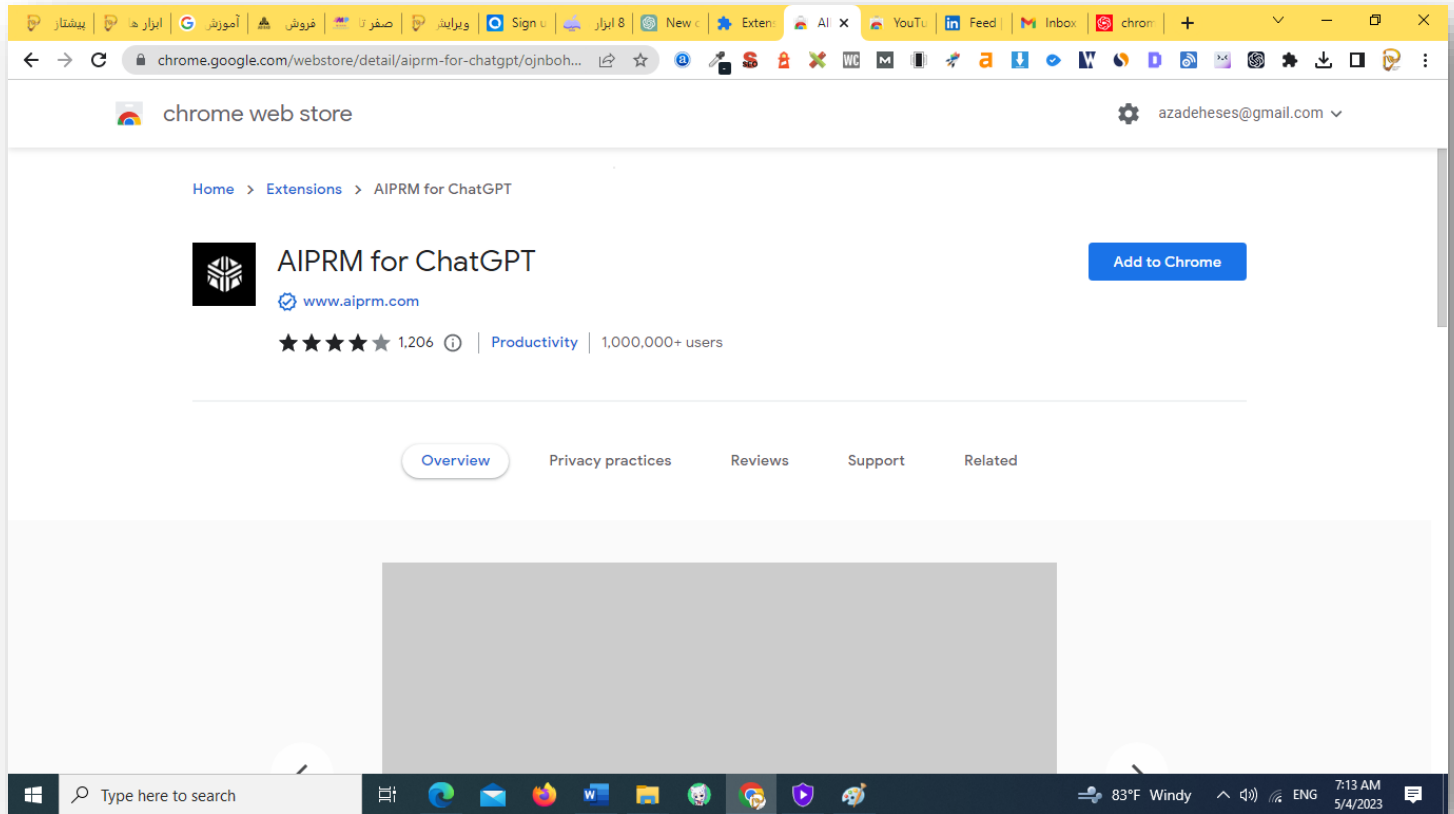 پیشتاز
ابزار ها
آموزش
فروش
صفر تا
ویرایش
Sign u
8 ابزار
New c
Extens
AI
YouTu
Feed
Inbox
chrom
chrome.google.com/webstore/detail/aiprm-for-chatgpt/ojnboh...
chrome web store
azadeheses@gmail.com
Home > Extensions > AIPRM for ChatGPT
AIPRM for ChatGPT
Add to Chrome
www.aiprm.com
1,206 | Productivity | 1,000,000+ users
Overview Privacy practices Reviews Support Related
Type here to search
83°F Windy
ENG
7:13 AM
5/4/2023